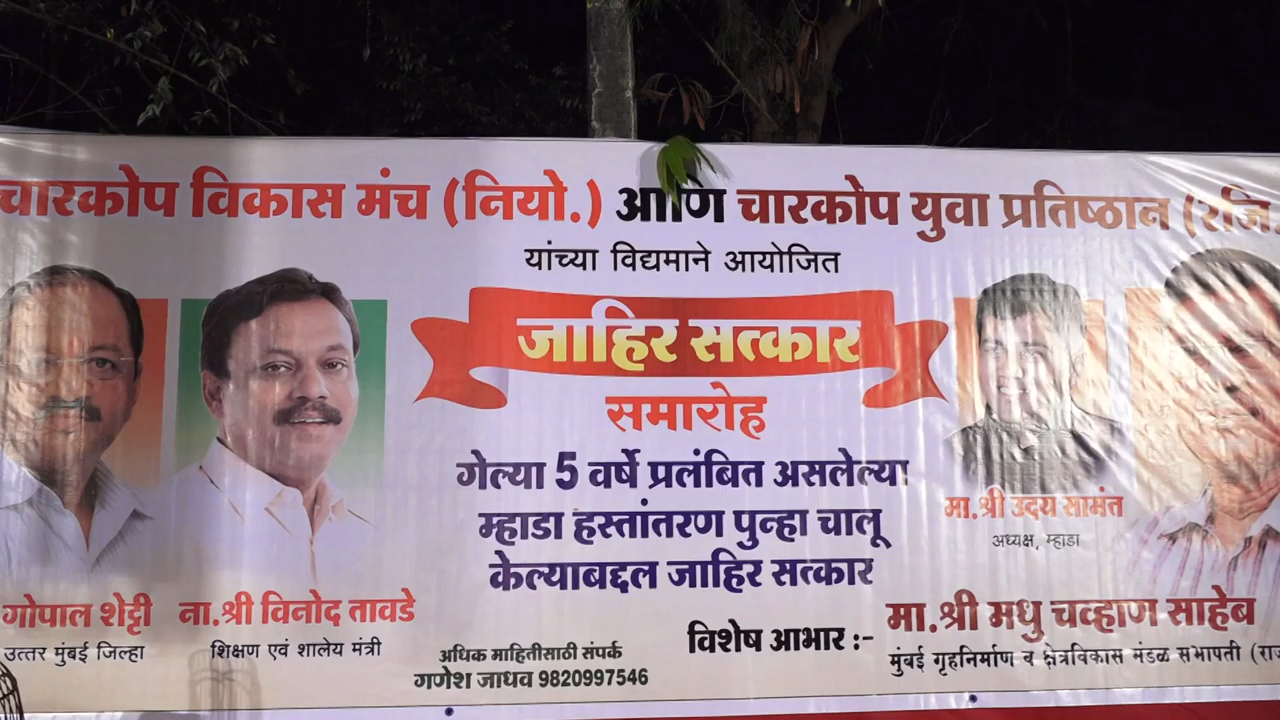 चारकोप विकास मंच (नियो.) आणि चारकोप युवा प्रतिष्ठान (रजि.
यांच्या विद्यमाने आयोजित
जाहिर सत्कार
समारोह
गेल्या 5 वर्षे प्रलंबित असलेल्या
म्हाडा हस्तांतरण पुन्हा चालू
केल्याबद्दल जाहिर सत्कार
गोपाल शेट्टी
उत्तर मुंबई जिल्हा
ना.श्री विनोद तावडे
शिक्षण एवं शालेय मंत्री
मा.श्री उदय सामंत
अध्यक्ष, म्हाडा
अधिक माहितीसाठी संपर्क
गणेश जाधव 9820997546
विशेष आभार :-
मा.श्री मधु चव्हाण साहेब
मुंबई गृहनिर्माण व क्षेत्रविकास मंडळ सभापती (राज